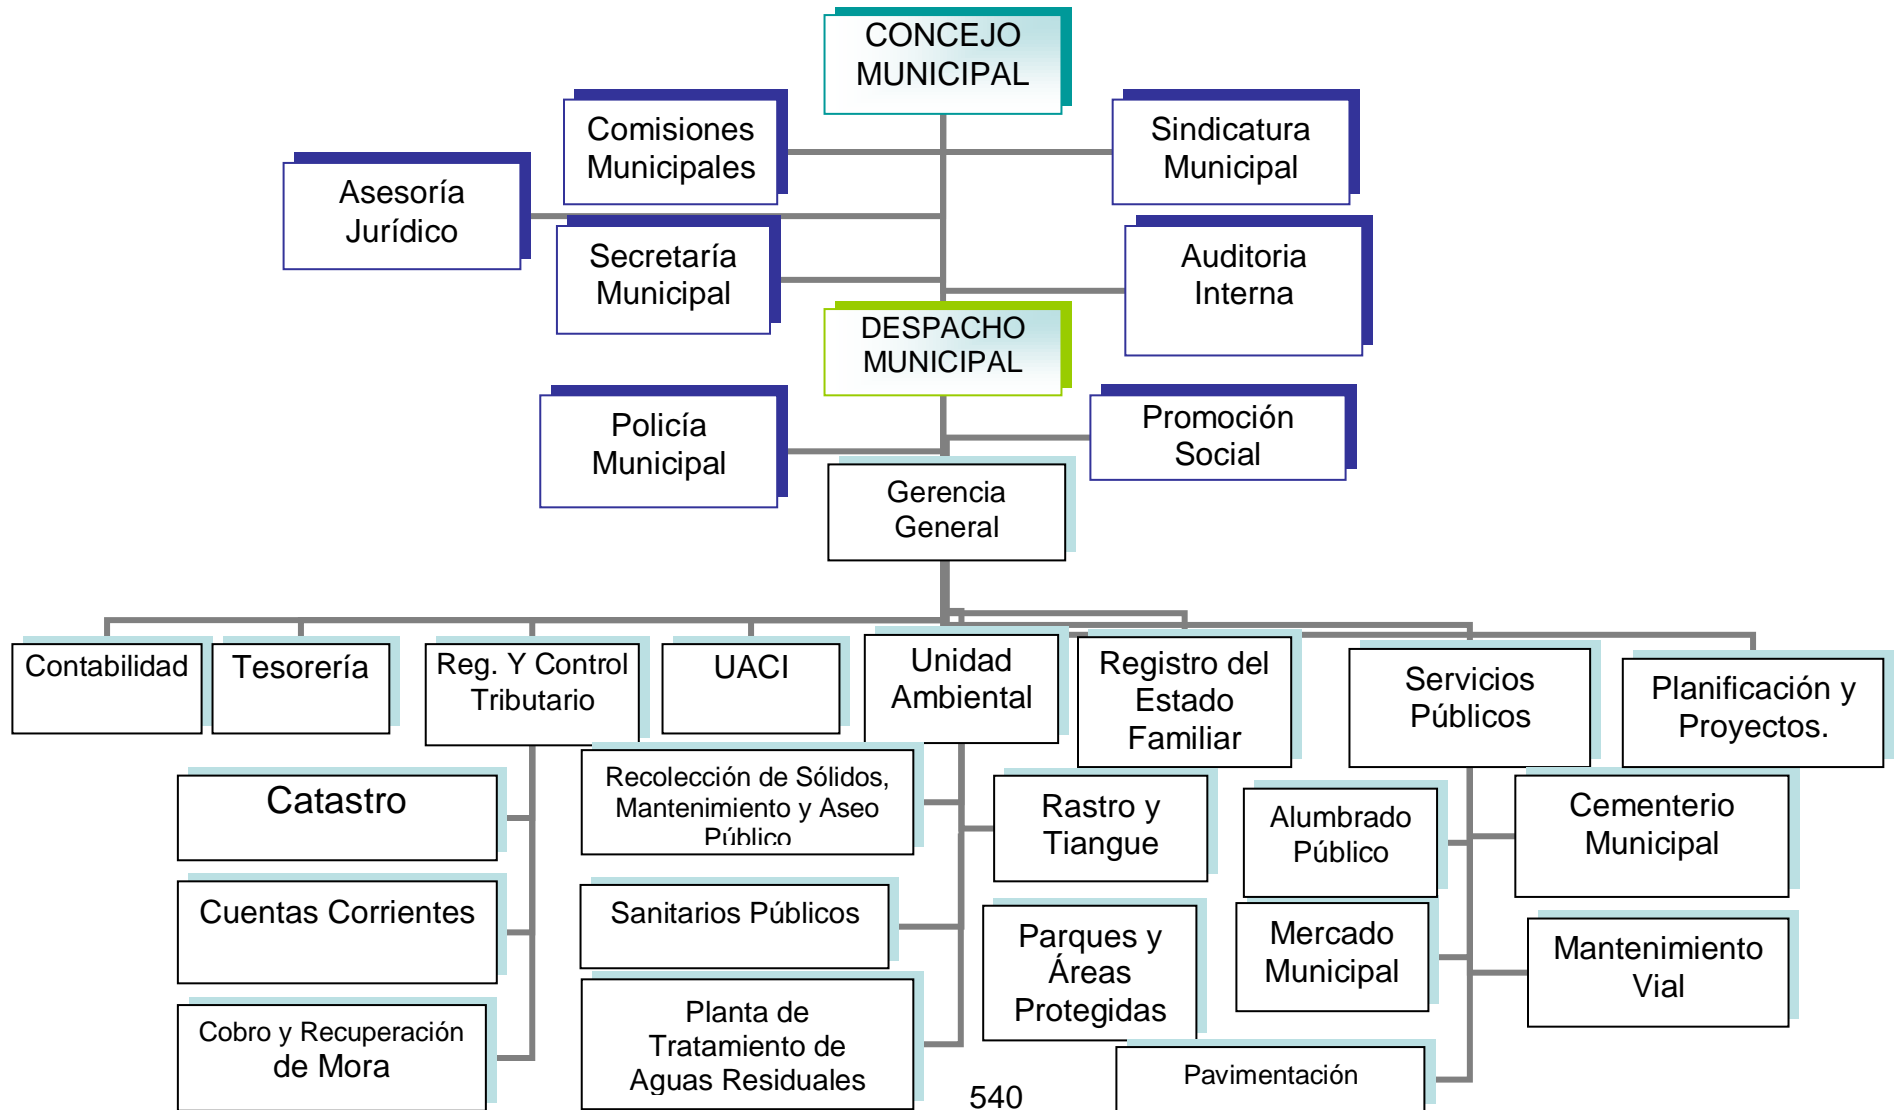 CONCEJO
MUNICIPAL
Comisiones
Municipales
Sindicatura
Municipal
Asesoría
Jurídico
Secretaría
Municipal
Auditoria
Interna
DESPACHO
MUNICIPAL
Policía
Municipal
Promoción
Social
Gerencia
General
Contabilidad
Tesorería
Reg. Y Control
Tributario
UACI
Unidad
Ambiental
Registro del
Estado
Familiar
Servicios
Públicos
Planificación y
Proyectos.
Catastro
Recolección de Sólidos,
Mantenimiento y Aseo
Público
Rastro y
Tiangue
Alumbrado
Público
Cementerio
Municipal
Cuentas Corrientes
Sanitarios Públicos
Parques y
Áreas
Protegidas
Mercado
Municipal
Mantenimiento
Vial
Cobro y Recuperación
de Mora
Planta de
Tratamiento de
Aguas Residuales
Pavimentación
540